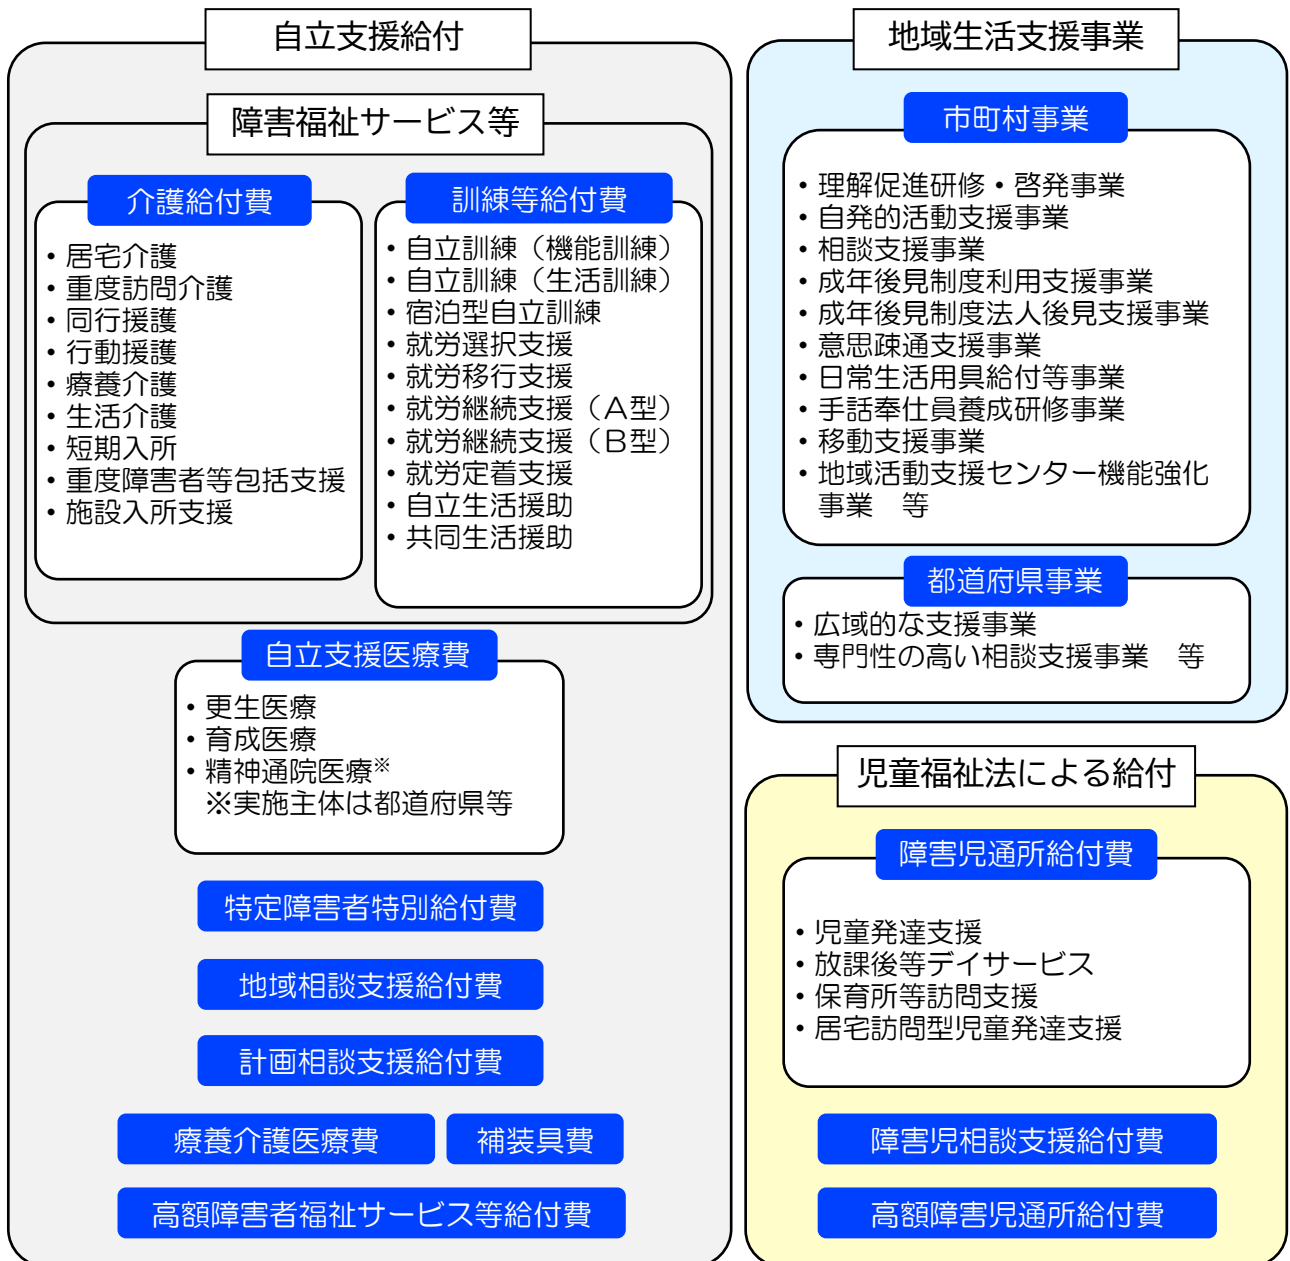 自立支援給付
障害福祉サービス等
介護給付費
・居宅介護
・重度訪問介護
・同行援護
・行動援護
・療養介護
・生活介護
・短期入所
・重度障害者等包括支援
・施設入所支援
訓練等給付費
・自立訓練（機能訓練）
・自立訓練（生活訓練）
・宿泊型自立訓練
・就労選択支援
・就労移行支援
・就労継続支援（Ａ型）
・就労継続支援（Ｂ型）
・就労定着支援
・自立生活援助
・共同生活援助
自立支援医療費
・更生医療
・育成医療
・精神通院医療※
※実施主体は都道府県等
特定障害者特別給付費
地域相談支援給付費
計画相談支援給付費
療養介護医療費
補装具費
高額障害者福祉サービス等給付費
地域生活支援事業
市町村事業
・理解促進研修・啓発事業
・自発的活動支援事業
・相談支援事業
・成年後見制度利用支援事業
・成年後見制度法人後見支援事業
・意思疎通支援事業
・日常生活用具給付等事業
・手話奉仕員養成研修事業
・移動支援事業
・地域活動支援センター機能強化
事業　等
都道府県事業
・広域的な支援事業
・専門性の高い相談支援事業　等
児童福祉法による給付
障害児通所給付費
・児童発達支援
・放課後等デイサービス
・保育所等訪問支援
・居宅訪問型児童発達支援
障害児相談支援給付費
高額障害児通所給付費